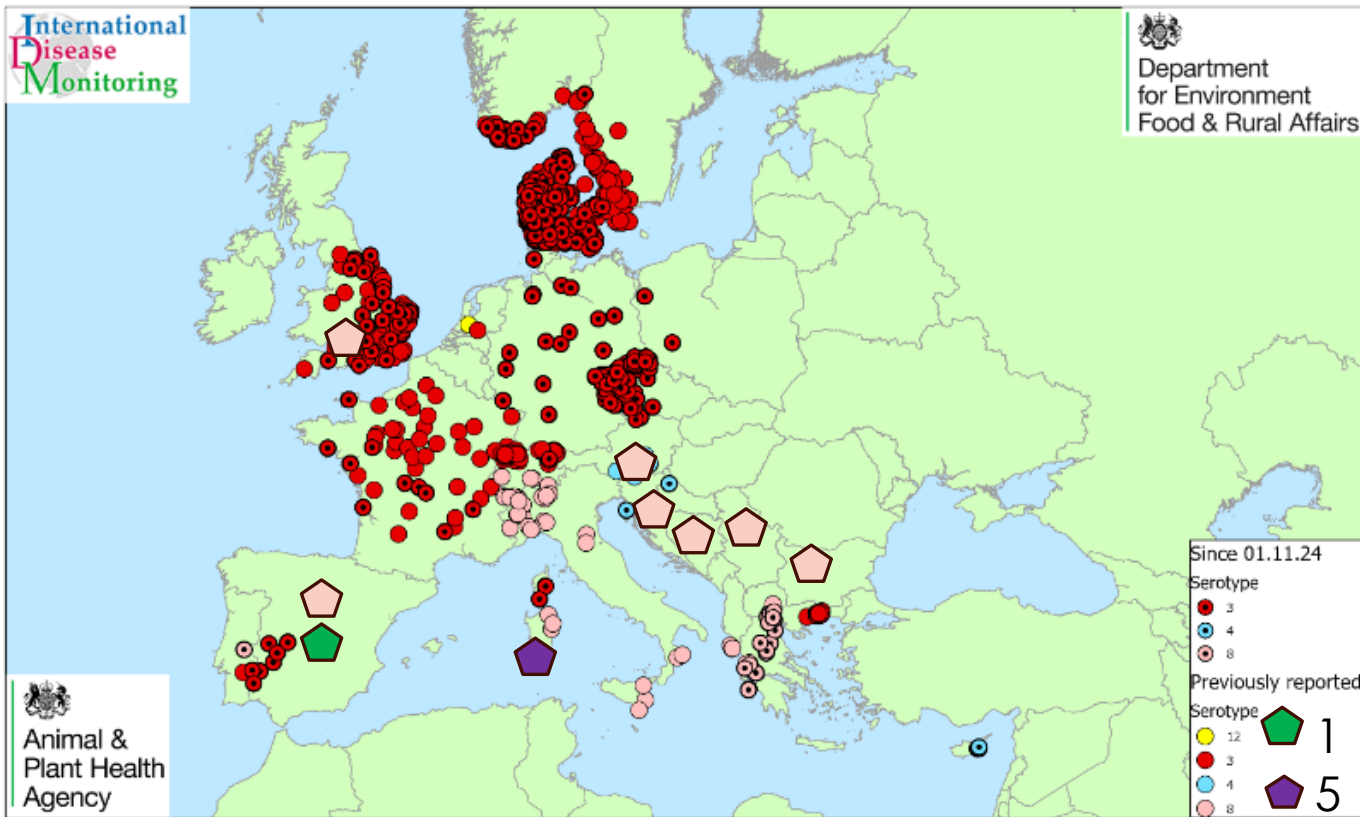 International
Disease
Monitoring
Department
for Environment
Food & Rural Affairs
Animal &
Plant Health
Agency
Since 01.11.24
Serotype
3
4
8
Previously reported
Serotype
12
3
4
8
1
5